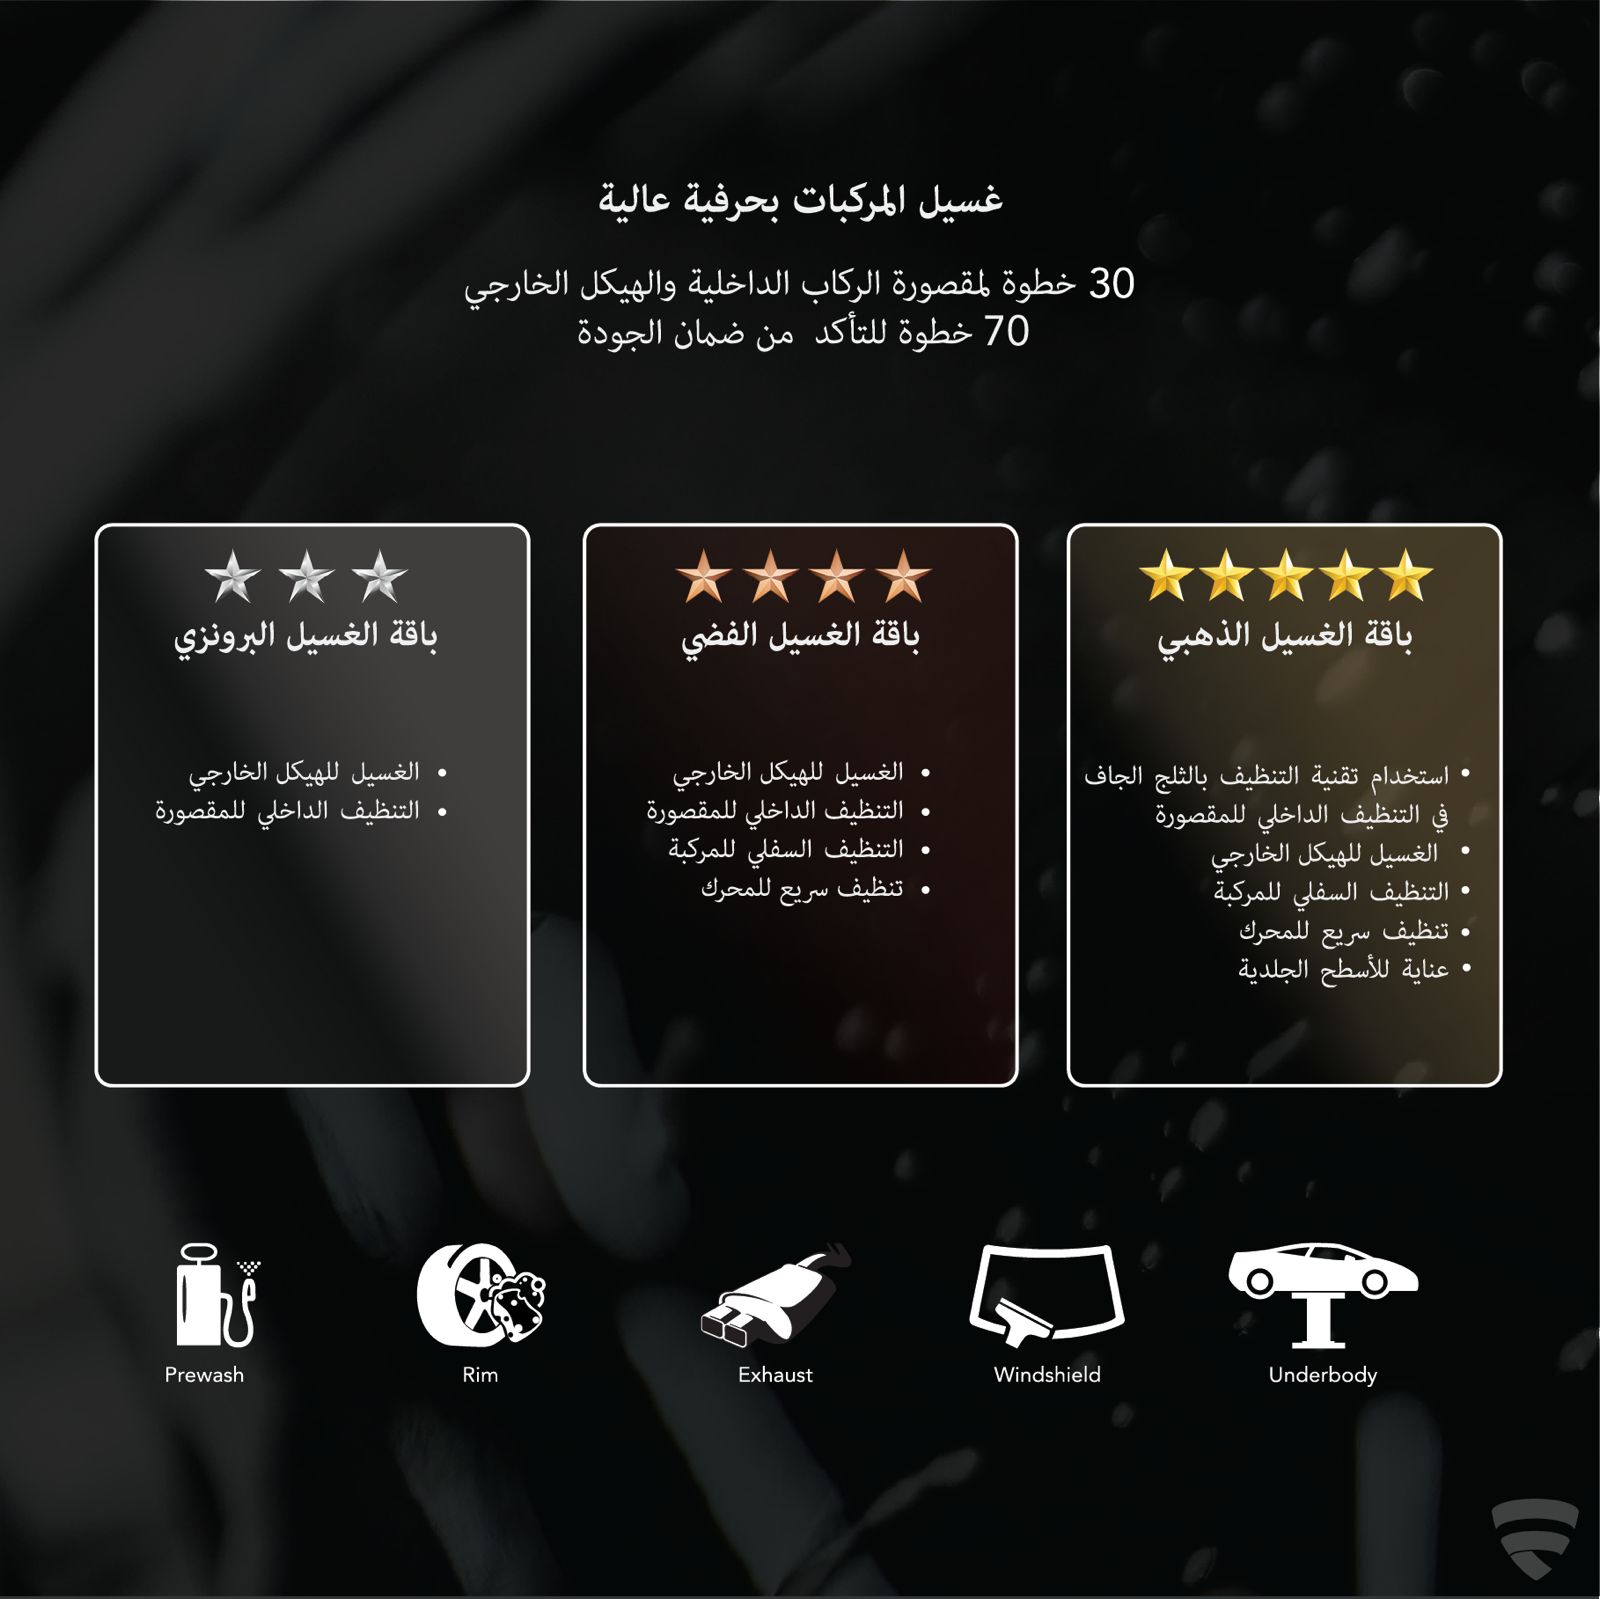 غسيل المركبات بحرفية عالية
30 خطوة لمقصورة الركاب الداخلية والهيكل الخارجي
70 خطوة للتأكد من ضمان الجودة
باقة الغسيل الذهبي
• استخدام تقنية التنظيف بالثلج الجاف
في التنظيف الداخلي للمقصورة
• الغسيل للهيكل الخارجي
• التنظيف السفلي للمركبة
• تنظيف سريع للمحرك
• عناية للأسطح الجلدية
باقة الغسيل الفضي
• الغسيل للهيكل الخارجي
• التنظيف الداخلي للمقصورة
• التنظيف السفلي للمركبة
• تنظيف سريع للمحرك
باقة الغسيل البرونزي
• الغسيل للهيكل الخارجي
• التنظيف الداخلي للمقصورة
Prewash
Rim
Exhaust
Windshield
Underbody